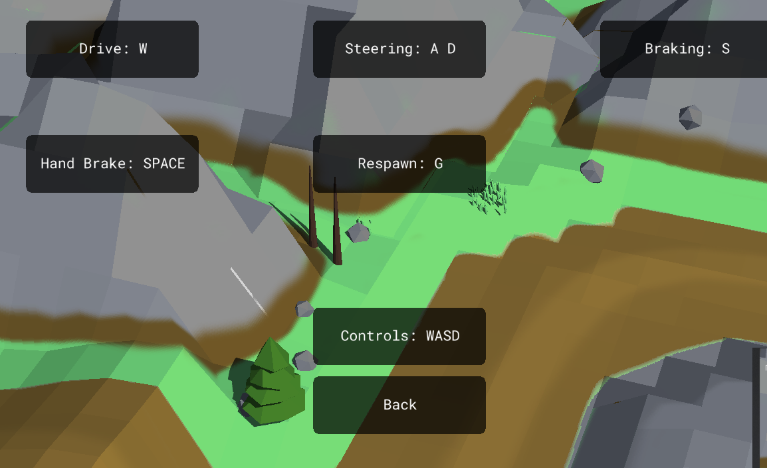 Drive: W
Steering: A D
Braking: S
Hand Brake: SPACE
Respawn: G
Controls: WASD
Back